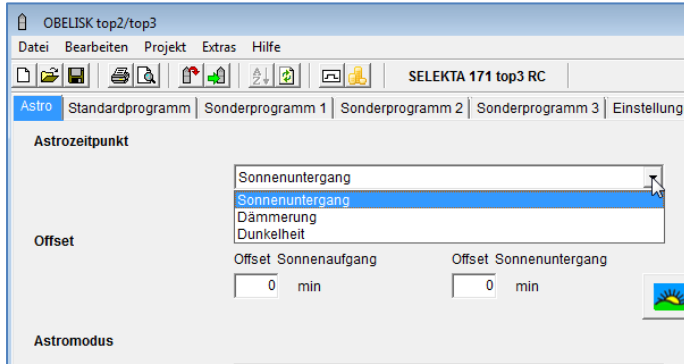 OBELISK top2/top3
Datei Bearbeiten Projekt Extras Hilfe
SELEKTA 171 top3 RC
Astro Standardprogramm Sonderprogramm 1 Sonderprogramm 2 Sonderprogramm 3 Einstellung
Astrozeitpunkt
Sonnenuntergang
Sonnenuntergang
Dämmerung
Dunkelheit
Offset
Offset Sonnenaufgang Offset Sonnenuntergang
0 min 0 min
Astromodus